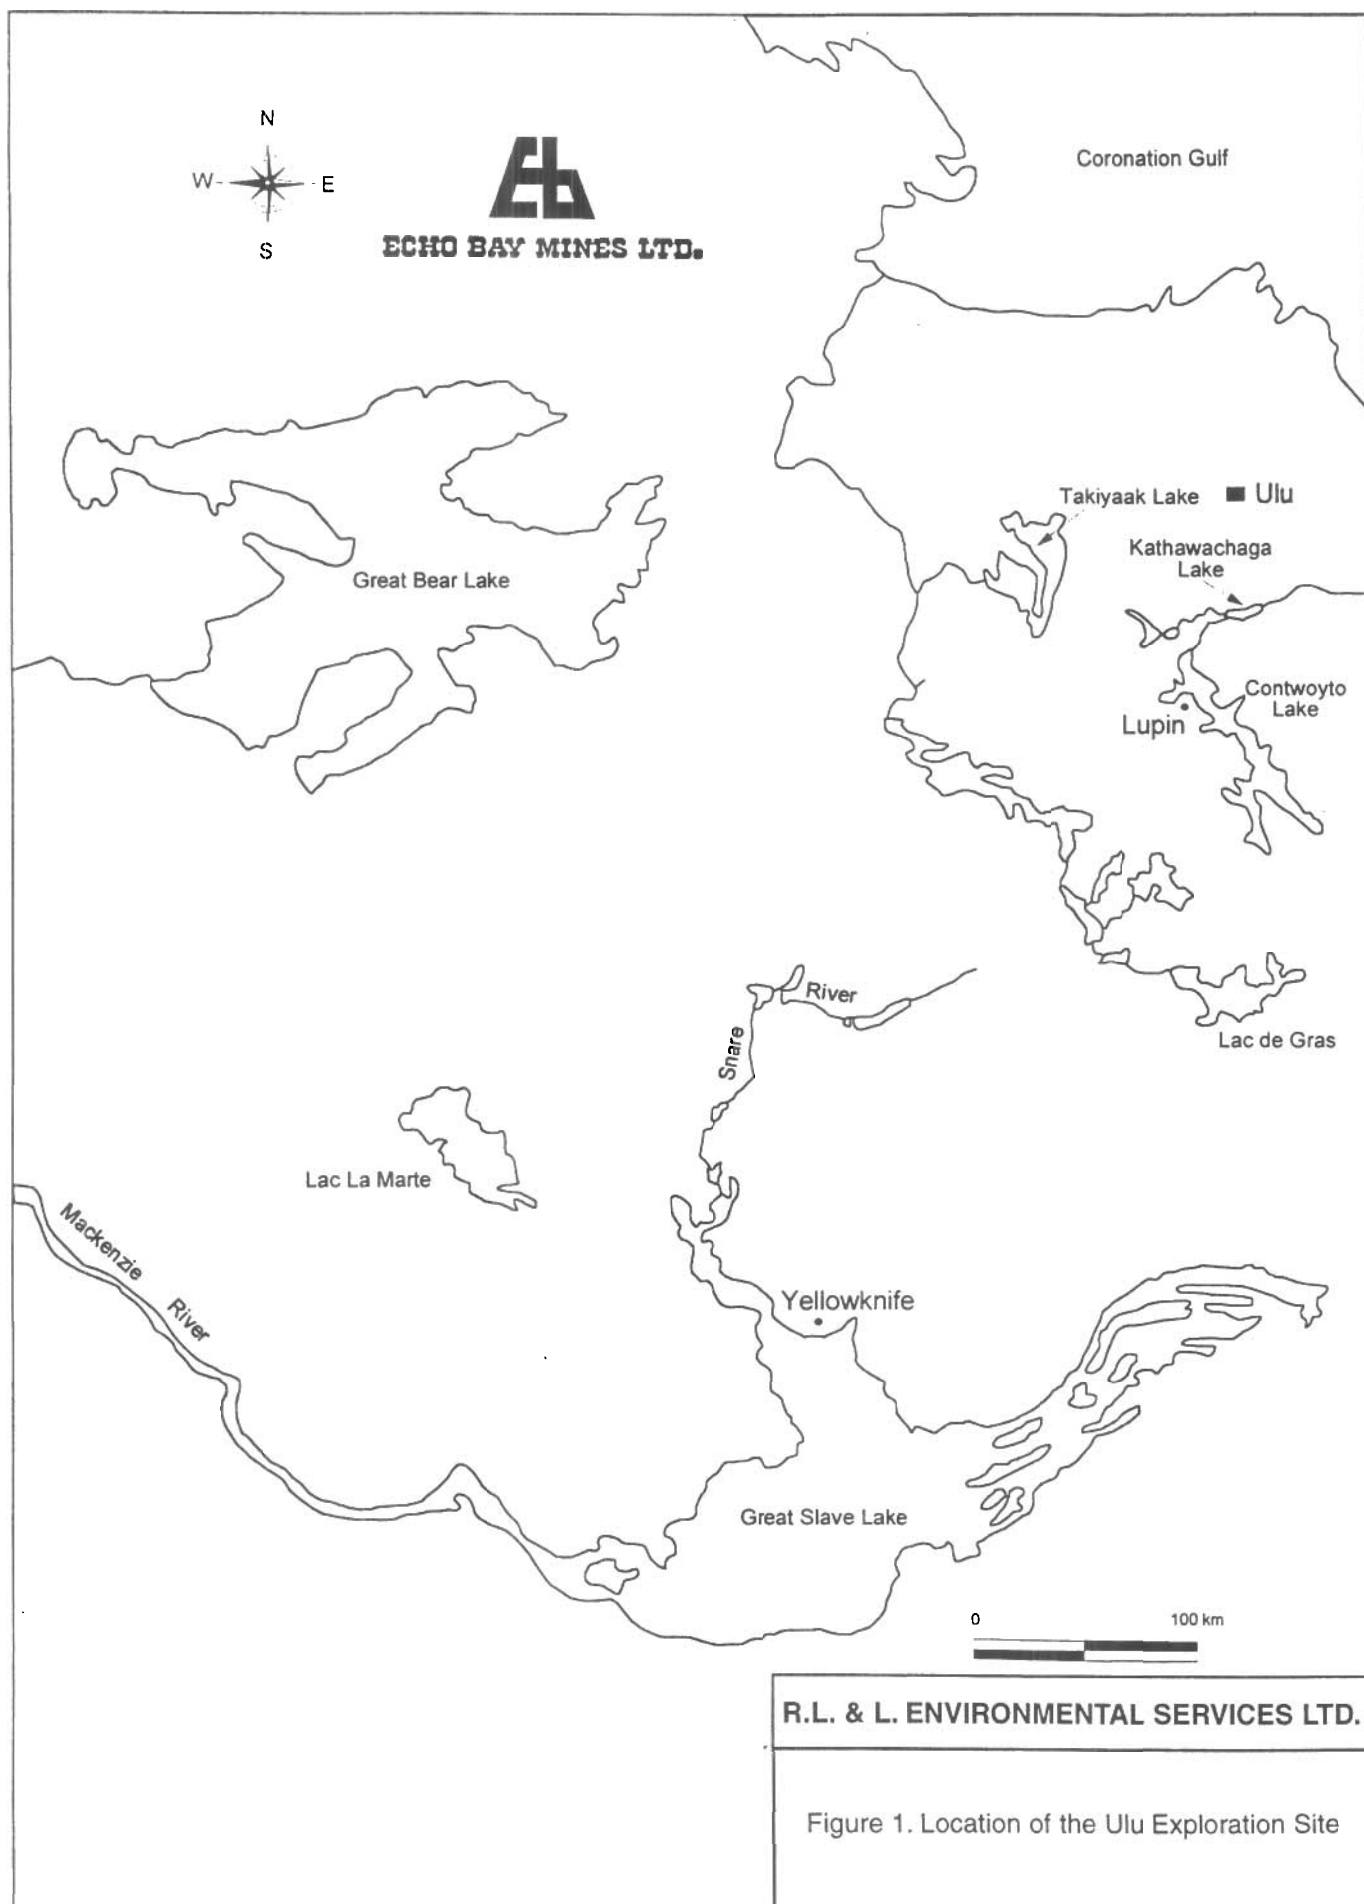 N
W
E
S
Eb
ECHO BAY MINES LTD.
Coronation Gulf
Takiyaak Lake
Ulu
Kathawachaga
Lake
Great Bear Lake
Contwoyto
Lake
Lupin
River
Snare
Lac de Gras
Lac La Marte
Mackenzie
River
Yellowknife
Great Slave Lake
0
100 km
R.L. & L. ENVIRONMENTAL SERVICES LTD.
Figure 1. Location of the Ulu Exploration Site